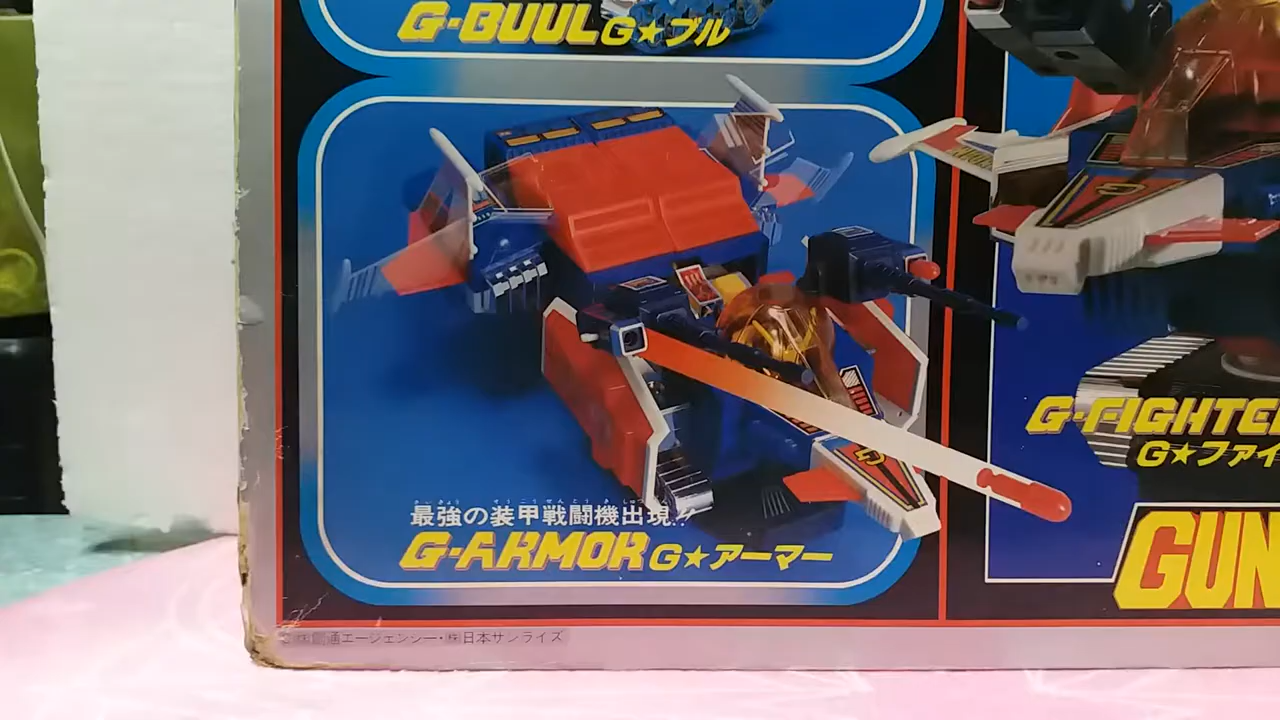 G-BUUL G★ブル
最強の装甲戦闘機出現!!
G-ARMOR G★アーマー
G-FIGHTE
G★ファイ
GUN
創通エージェンシー・㈱日本サンライズ